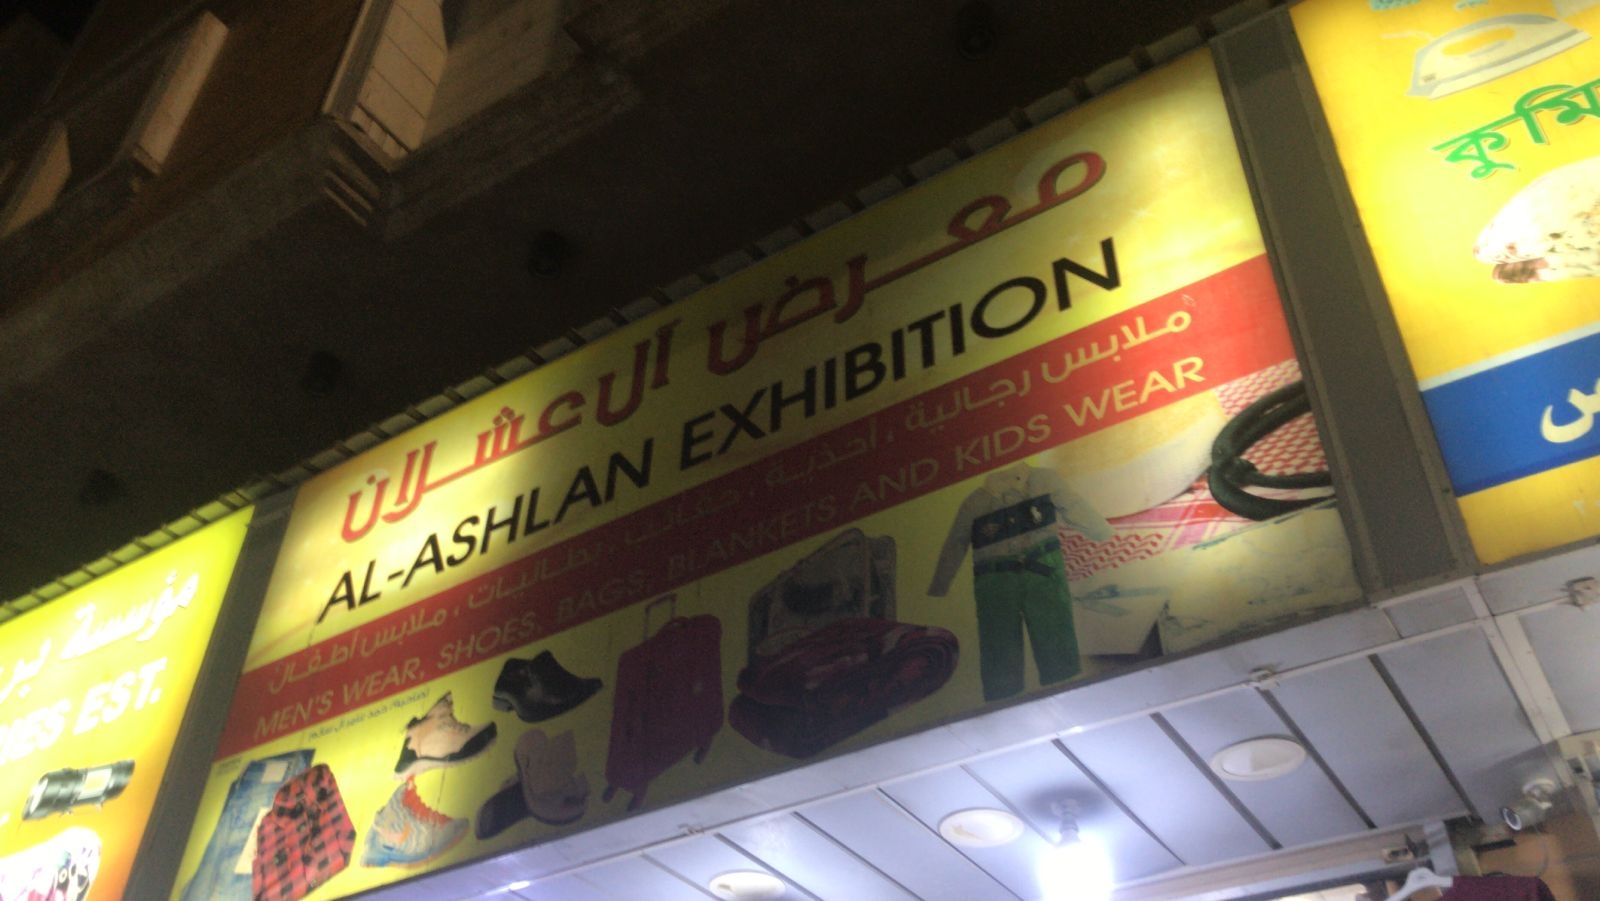 معرض العشلان
AL-ASHLAN EXHIBITION
ملابس رجالية ، أحذية ، حقائب ، بطانيات ، ملابس أطفال
MEN'S WEAR, SHOES, BAGS, BLANKETS AND KIDS WEAR
مؤسسة
EST.